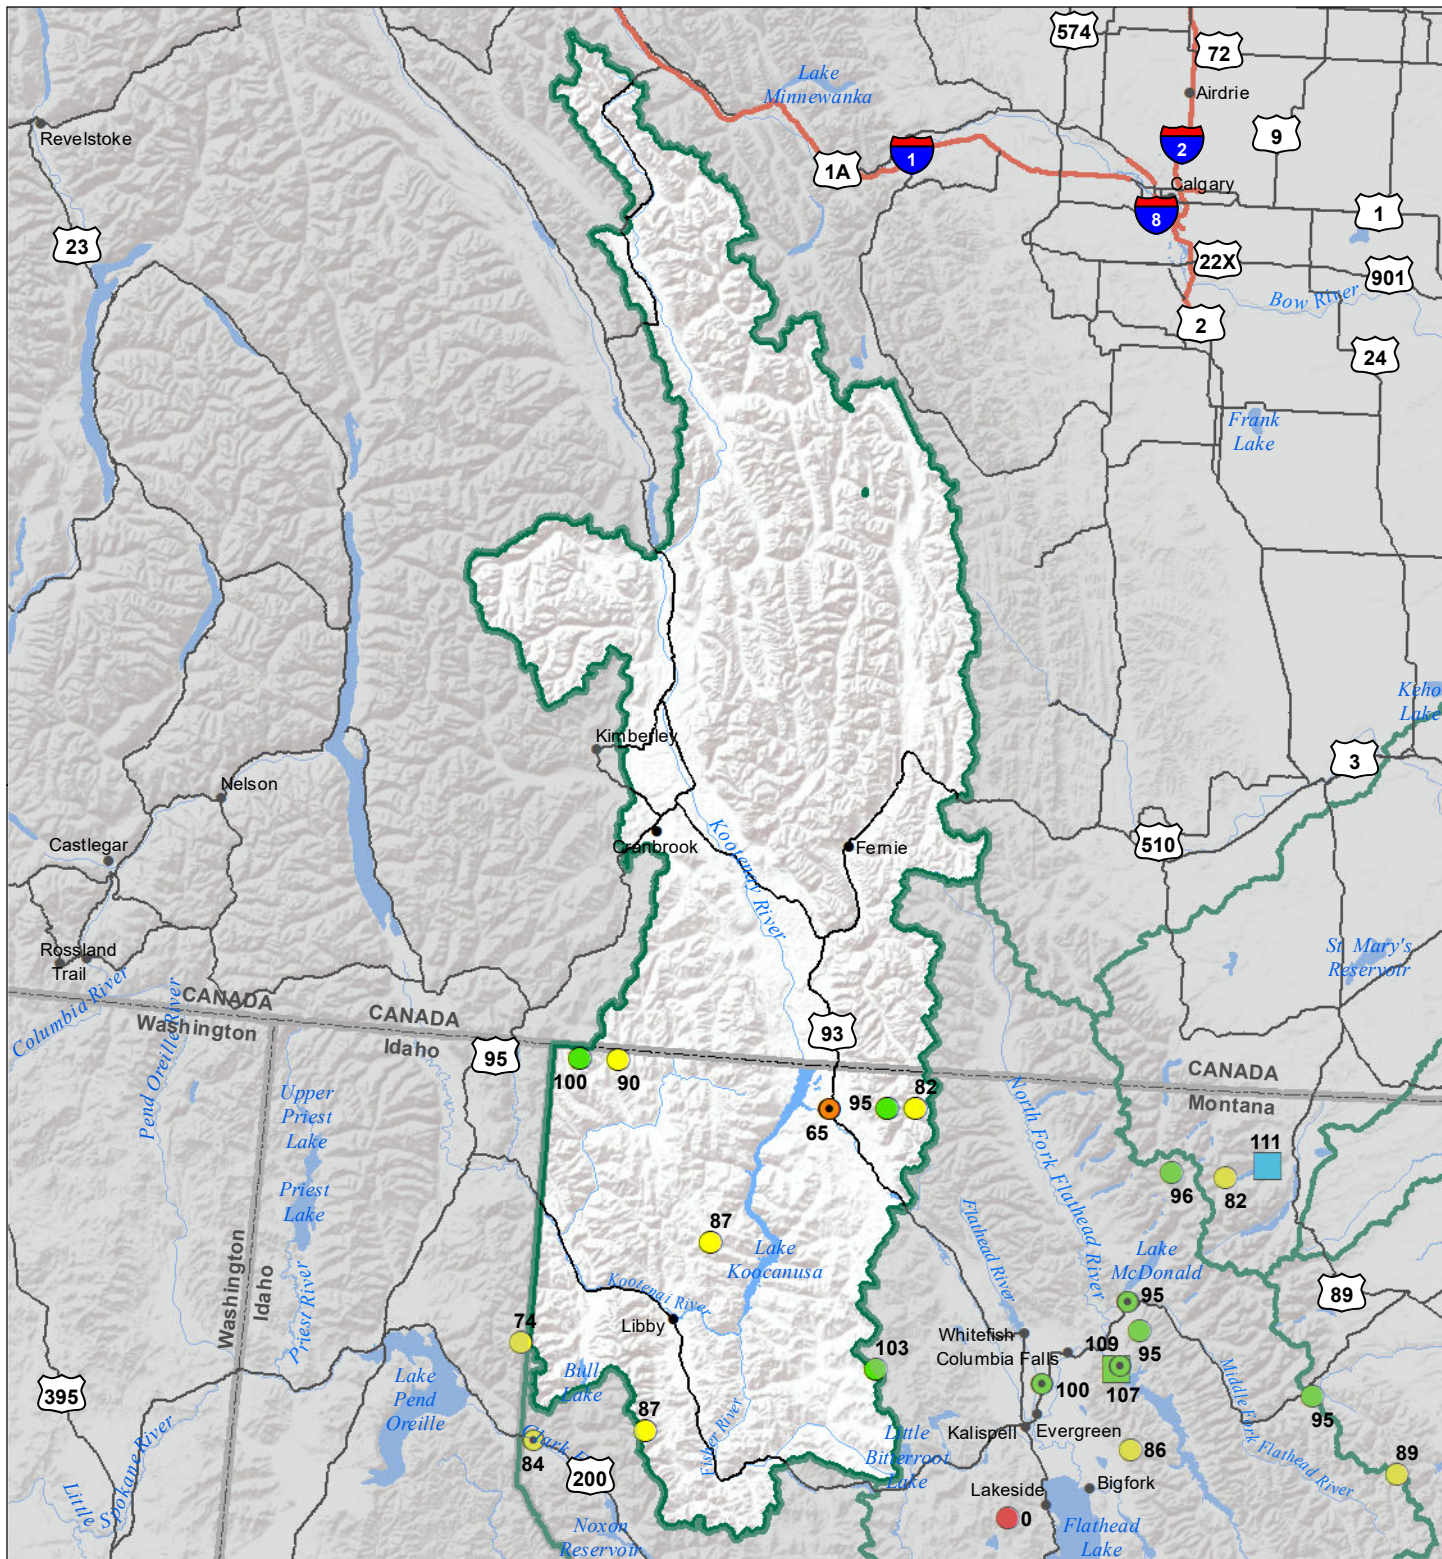 574
72
Lake
Minnewanka
Airdrie
Revelstoke
9
2
1
1A
Calgary
8
1
23
22X
901
Bow River
2
24
Frank
Lake
Keho
Lake
Kimberley
3
Nelson
Kootenay River
Castlegar
Cranbrook
Fernie
510
Rossland
Trail
St. Mary's
Reservoir
Columbia River
Pend Oreille River
CANADA
Washington
CANADA
Idaho
95
93
100
90
CANADA
Montana
North Fork Flathead River
Upper
Priest
Lake
65
95
82
111
96
82
Priest
Lake
87
Lake
Koocanusa
Flathead River
Lake
McDonald
Washington
Idaho
Priest River
Kootenai River
95
89
74
Libby
Whitefish
Columbia Falls
109
95
103
107
100
395
Lake
Pend
Oreille
Bull
Lake
Middle Fork Flathead River
95
87
Fisher River
Little
Bitterroot
Lake
Kalispell
Evergreen
86
84
Clark
200
89
Little Spokane River
Lakeside
Bigfork
0
Noxon
Reservoir
Flathead
Lake